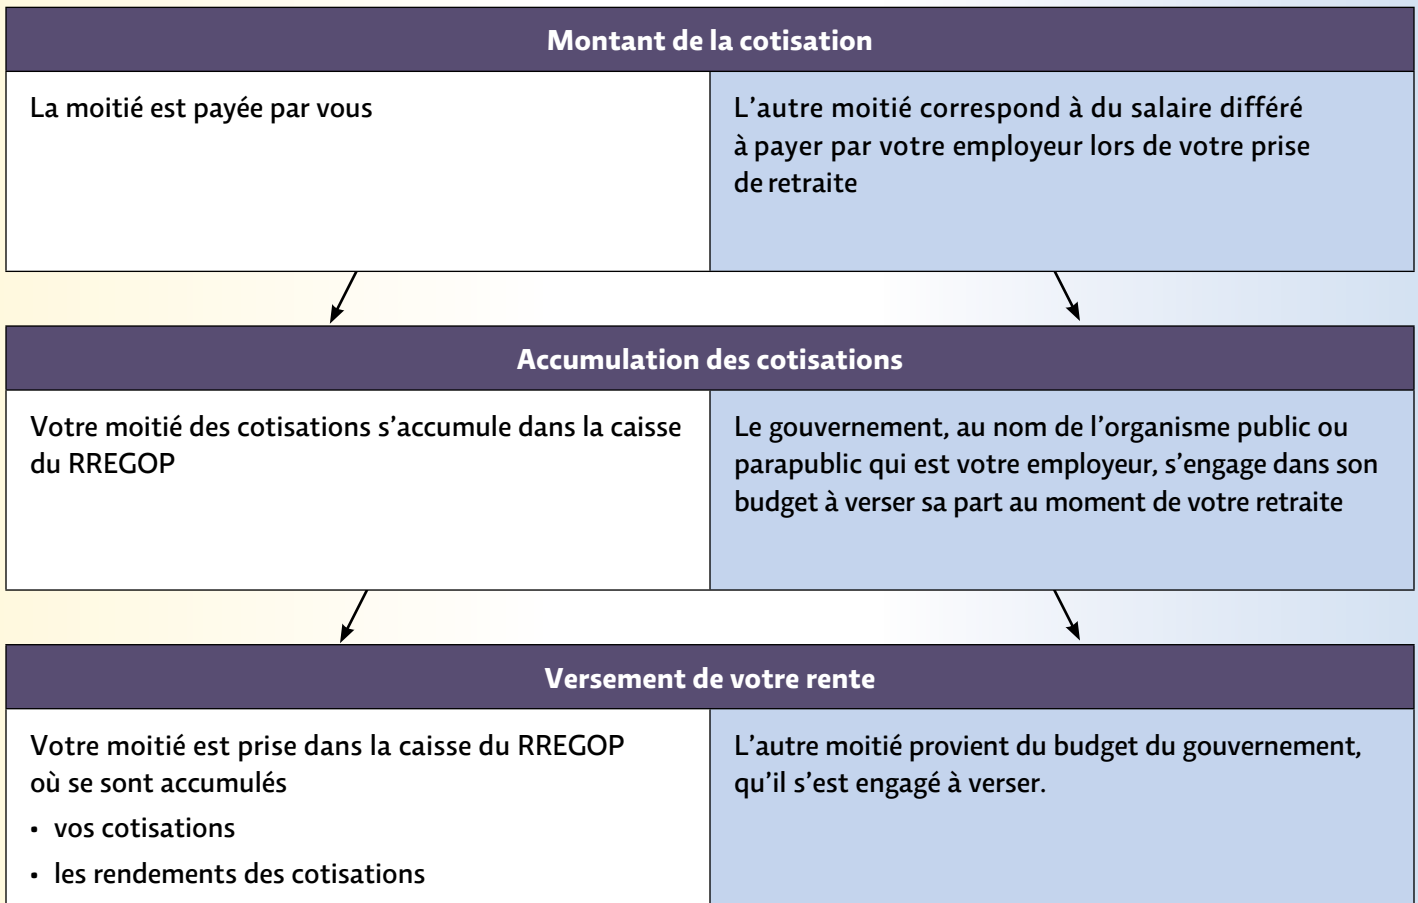 Montant de la cotisation
La moitié est payée par vous
L’autre moitié correspond à du salaire différé
à payer par votre employeur lors de votre prise
de retraite
Accumulation des cotisations
Votre moitié des cotisations s’accumule dans la caisse
du RREGOP
Le gouvernement, au nom de l’organisme public ou
parapublic qui est votre employeur, s’engage dans son
budget à verser sa part au moment de votre retraite
Versement de votre rente
Votre moitié est prise dans la caisse du RREGOP
où se sont accumulés
• vos cotisations
• les rendements des cotisations
L’autre moitié provient du budget du gouvernement,
qu’il s’est engagé à verser.